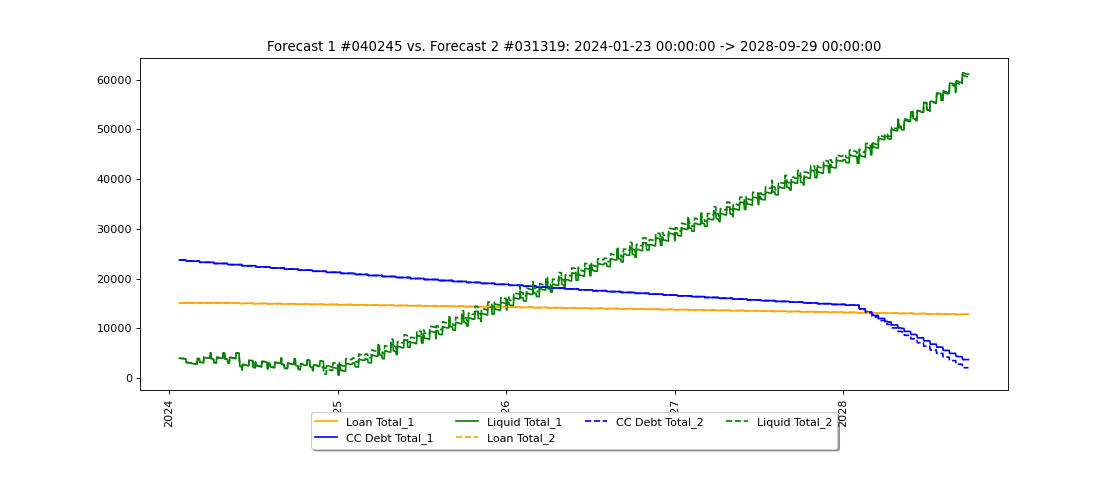 Forecast 1 #040245 vs. Forecast 2 #031319: 2024-01-23 00:00:00 -> 2028-09-29 00:00:00
60000
50000
40000
30000
20000
10000
0
2024
25
26
27
2028
Loan Total_1
Liquid Total_1
CC Debt Total_2
Liquid Total_2
CC Debt Total_1
Loan Total_2